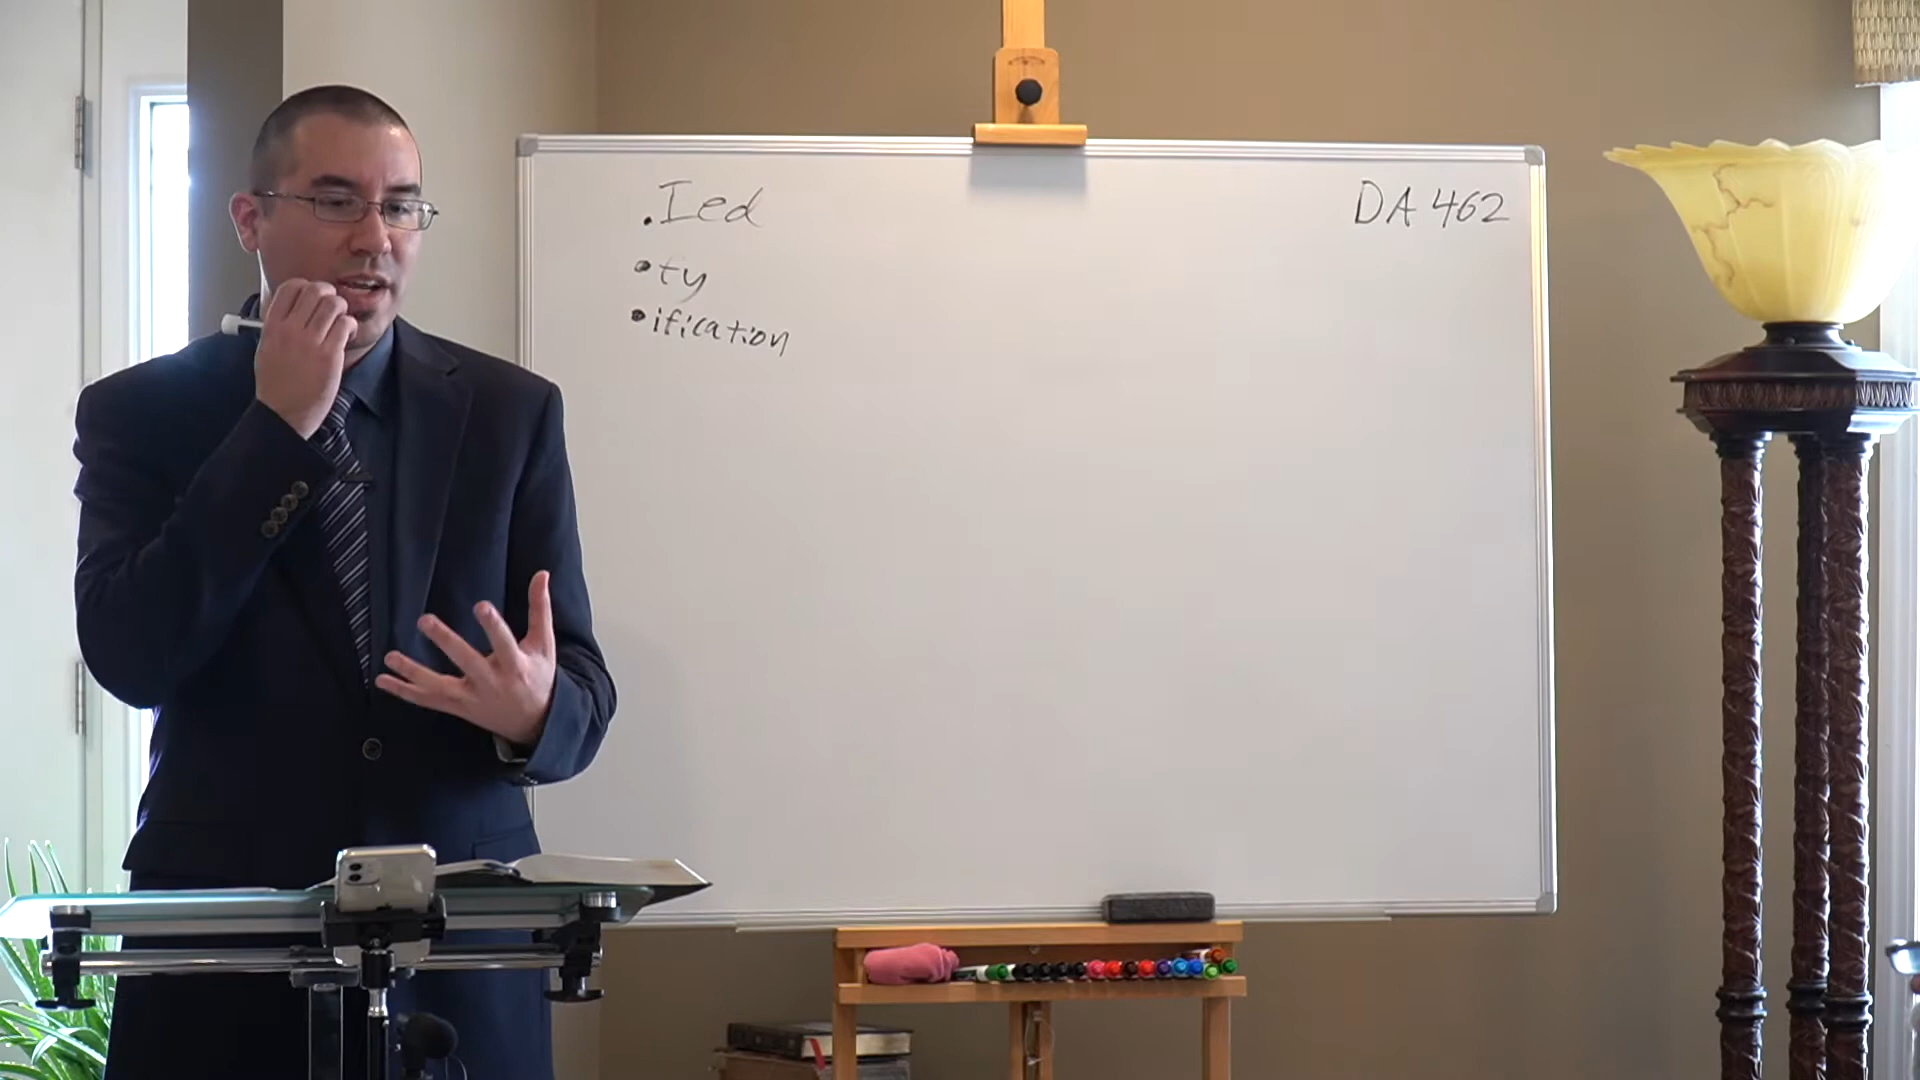 • Ied
• ty
• ification
DA 462